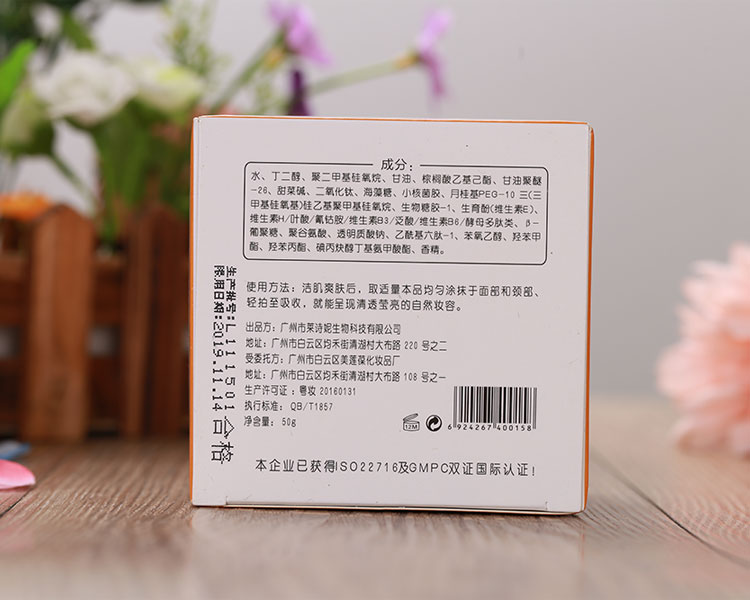 成分：
水、丁二醇、聚二甲基硅氧烷、甘油、棕榈酸乙基己酯、甘油聚醚
-26、甜菜碱、二氧化钛、海藻糖、小核菌胶、月桂基PEG-10 三(三
甲基硅氧基)硅乙基聚甲基硅氧烷、生物糖胶-1、生育酚(维生素E)、
维生素H/叶酸/氰钴胺/维生素B3/泛酸/维生素B6/酵母多肽类、β-
葡聚糖、聚谷氨酸、透明质酸钠、乙酰基六肽-1、苯氧乙醇、羟苯甲
酯、羟苯丙酯、碘丙炔醇丁基氨甲酸酯、香精。
使用方法：洁肌爽肤后，取适量本品均匀涂抹于面部和颈部、
轻拍至吸收，就能呈现清透莹亮的自然妆容。
出品方：广州市莱诗妮生物科技有限公司
地址：广州市白云区均禾街清湖村大布路 220 号之二
受委托方：广州市白云区美莲葆化妆品厂
地址：广州市白云区均禾街清湖村大布路 108 号之一
生产许可证：粤妆 20160131
执行标准：QB/T1857
净含量：50g
12M
6 924267 400158
本企业已获得ISO22716及GMPC双证国际认证！
生产批号：L111501合格
限用日期：2019.11.14